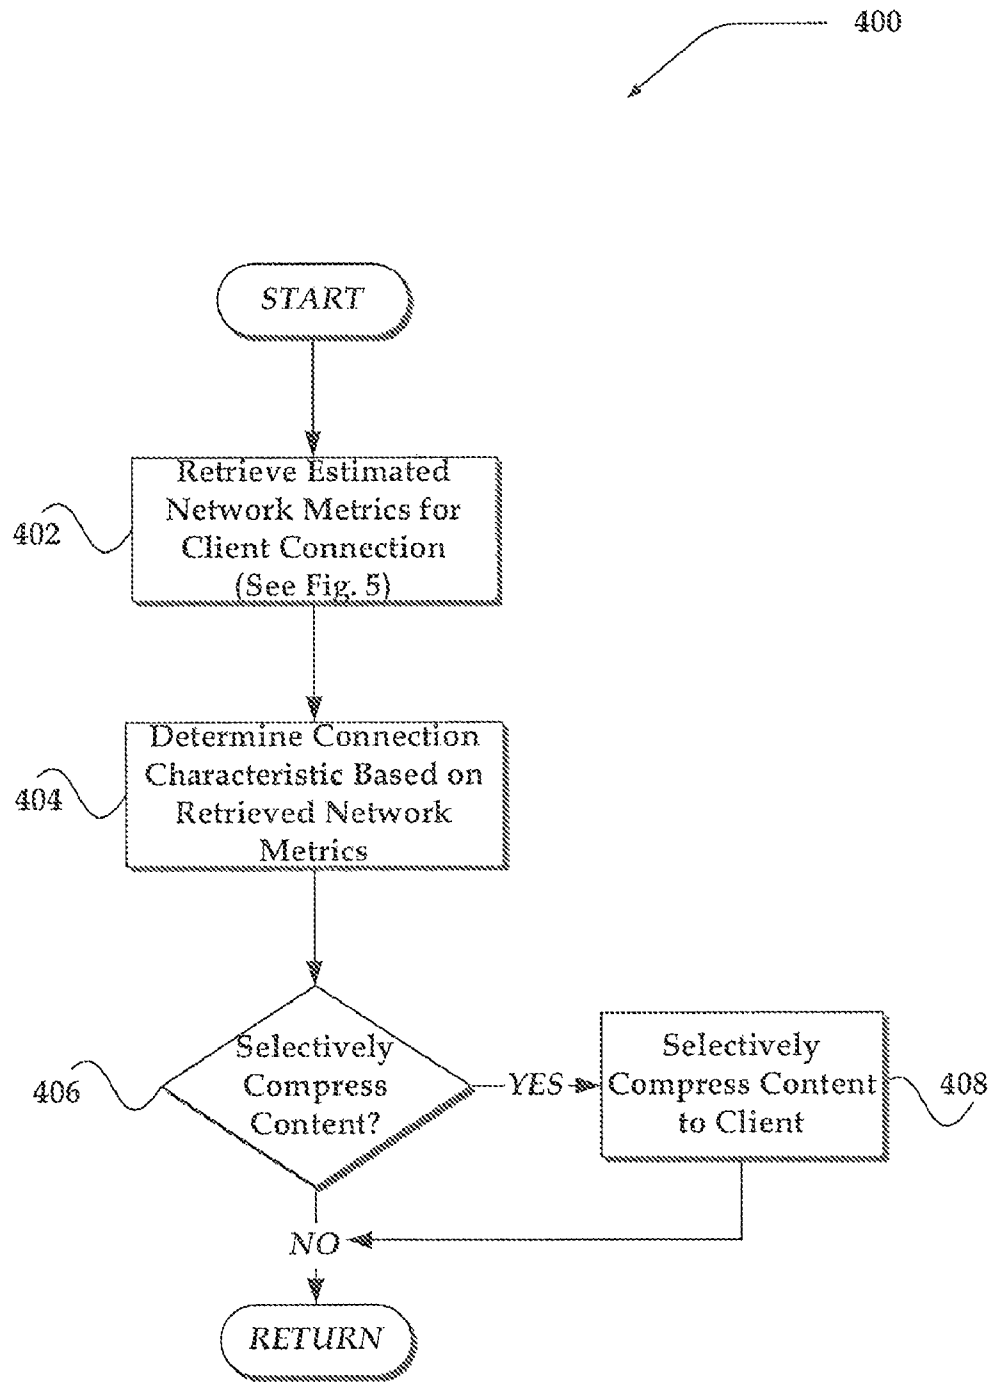 400
START
Retrieve Estimated
Network Metrics for
Client Connection
(See Fig. 5)
402
Determine Connection
Characteristic Based on
Retrieved Network
Metrics
404
Selectively
Compress
Content?
406
YES
Selectively
Compress Content
to Client
408
NO
RETURN